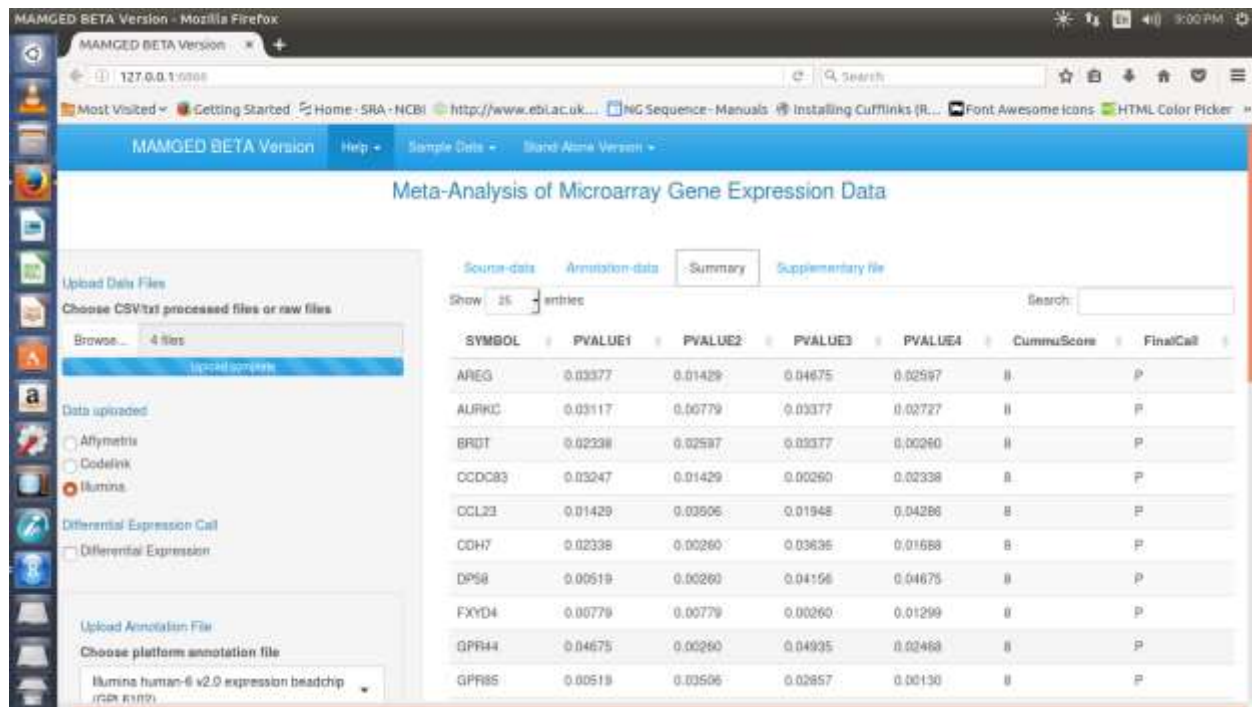 MAMGED BETA Version - Mozilla Firefox
En
9:00 PM
MAMGED BETA Version × +
127.0.0.1:6868
Search
Most Visited Getting Started Home - SRA - NCBI http://www.ebi.ac.uk... NG Sequence - Manuals Installing Cufflinks (R... Font Awesome Icons HTML Color Picker »
MAMGED BETA Version Help Sample Data Stand Alone Version
Meta-Analysis of Microarray Gene Expression Data
Source-data Annotation-data Summary Supplementary file
Upload Data Files
Choose CSV/txt processed files or raw files
Browse... 4 files
Upload complete
Data uploaded
Affymetrix
Codelink
Illumina
Differential Expression Call
Differential Expression
Upload Annotation File
Choose platform annotation file
Illumina human-6 v2.0 expression beadchip
(GPL6102)
Show 25 entries Search:
SYMBOL PVALUE1 PVALUE2 PVALUE3 PVALUE4 CummuScore FinalCall
AREG 0.03377 0.01429 0.04675 0.02597 8 P
AURKC 0.03117 0.00779 0.03377 0.02727 8 P
BRDT 0.02338 0.02597 0.03377 0.00260 8 P
CCDC83 0.03247 0.01429 0.00260 0.02338 8 P
CCL23 0.01429 0.03506 0.01948 0.04286 8 P
CDH7 0.02338 0.00260 0.03636 0.01688 8 P
DPS8 0.00519 0.00260 0.04156 0.04675 8 P
FXYD4 0.00779 0.00779 0.00260 0.01299 8 P
GPR44 0.04675 0.00260 0.04935 0.02468 8 P
GPR85 0.00519 0.03506 0.02857 0.00130 8 P